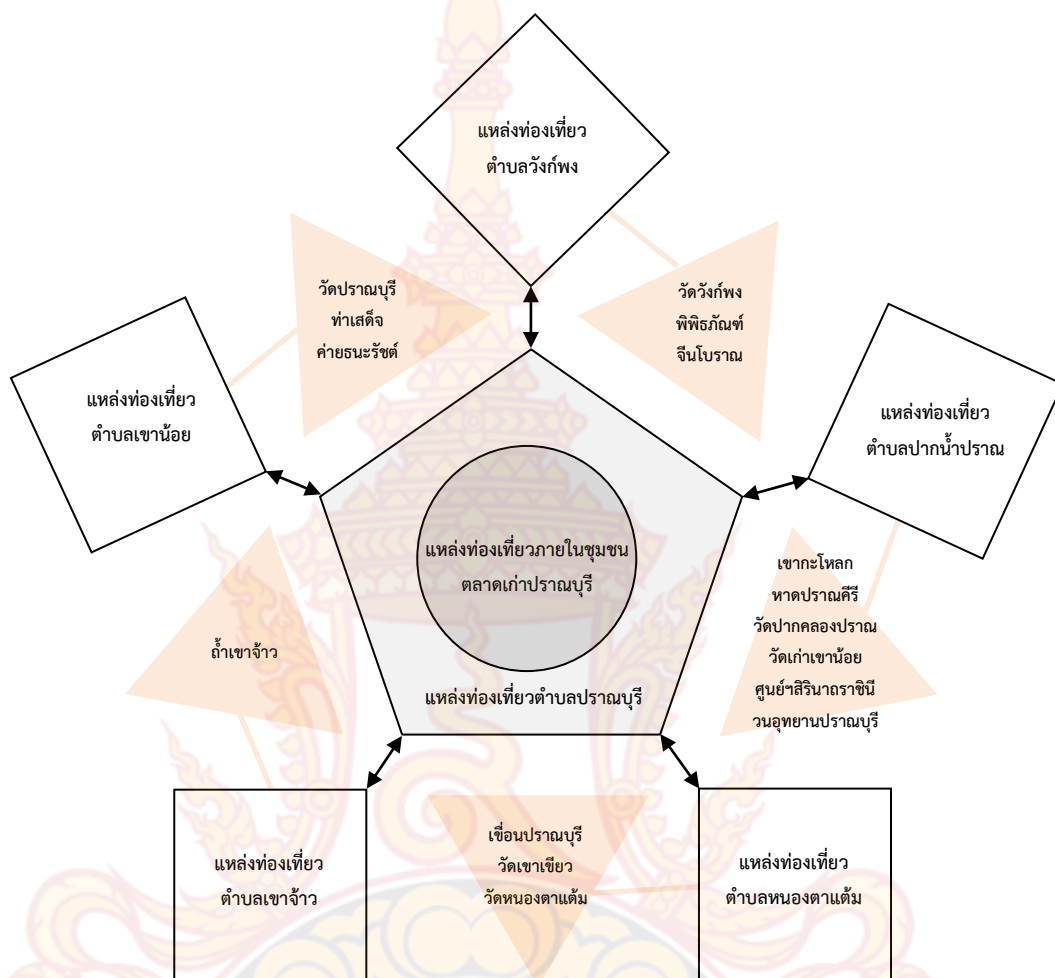 แหล่งท่องเที่ยว
ตำบลวังก์พง
วัดปราณบุรี
ท่าเสด็จ
ค่ายธนะรัชต์
วัดวังก์พง
พิพิธภัณฑ์
จีนโบราณ
แหล่งท่องเที่ยว
ตำบลเขาน้อย
แหล่งท่องเที่ยว
ตำบลปากน้ำปราณ
แหล่งท่องเที่ยวภายในชุมชน
ตลาดเก่าปราณบุรี
แหล่งท่องเที่ยวตำบลปราณบุรี
ถ้ำเขาจ้าว
เขากะโหลก
หาดปราณคีรี
วัดปากคลองปราณ
วัดเก่าเขาน้อย
ศูนย์ฯสิรินาถราชินี
วนอุทยานปราณบุรี
แหล่งท่องเที่ยว
ตำบลเขาจ้าว
เขื่อนปราณบุรี
วัดเขาเขียว
วัดหนองตาแต้ม
แหล่งท่องเที่ยว
ตำบลหนองตาแต้ม